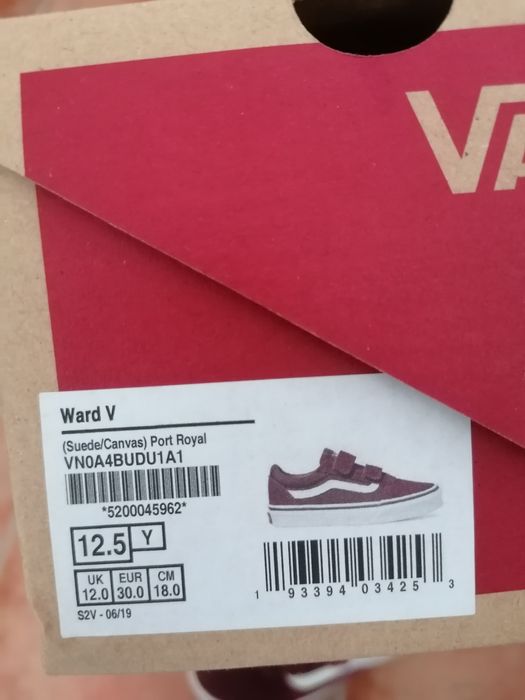 VA
Ward V
(Suede/Canvas) Port Royal
VN0A4BUDU1A1
*5200045962*
12.5 Y
UK EUR CM
12.0 30.0 18.0
S2V - 06/19
1 93394 03425 3